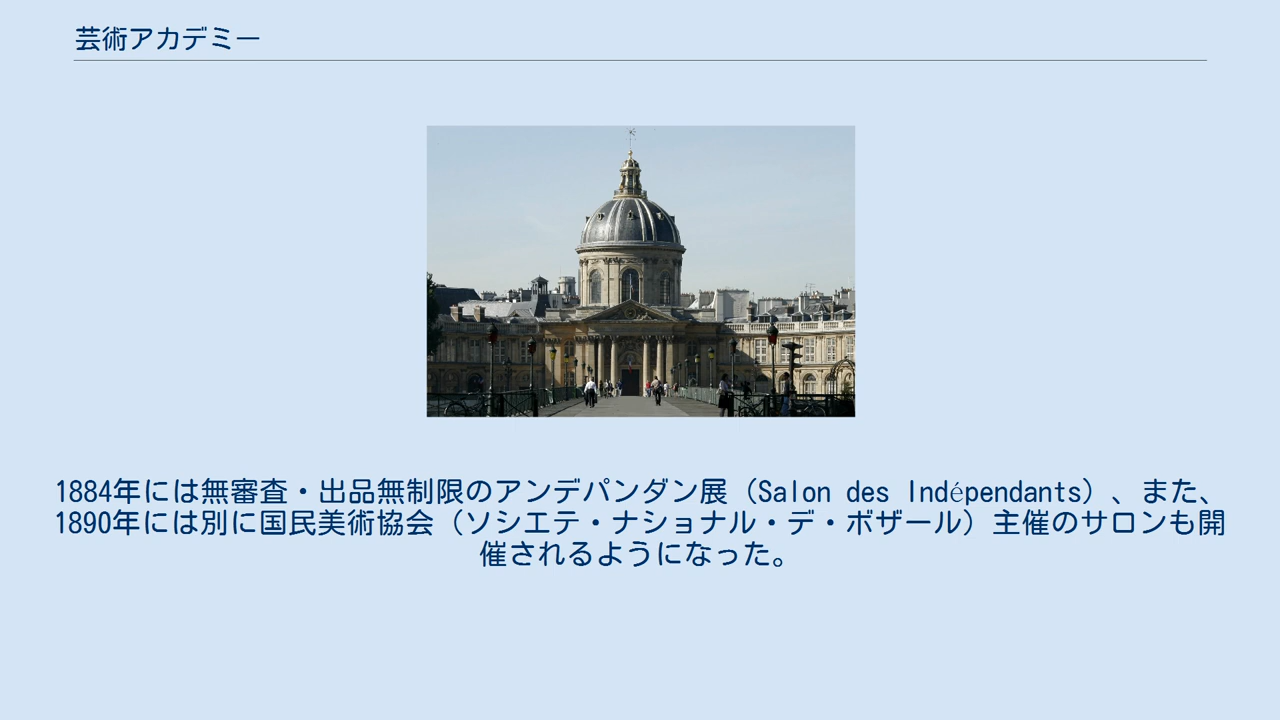 芸術アカデミー
1884年には無審査・出品無制限のアンデパンダン展（Salon des Indépendants）、また、
1890年には別に国民美術協会（ソシエテ・ナショナル・デ・ボザール）主催のサロンも開
催されるようになった。